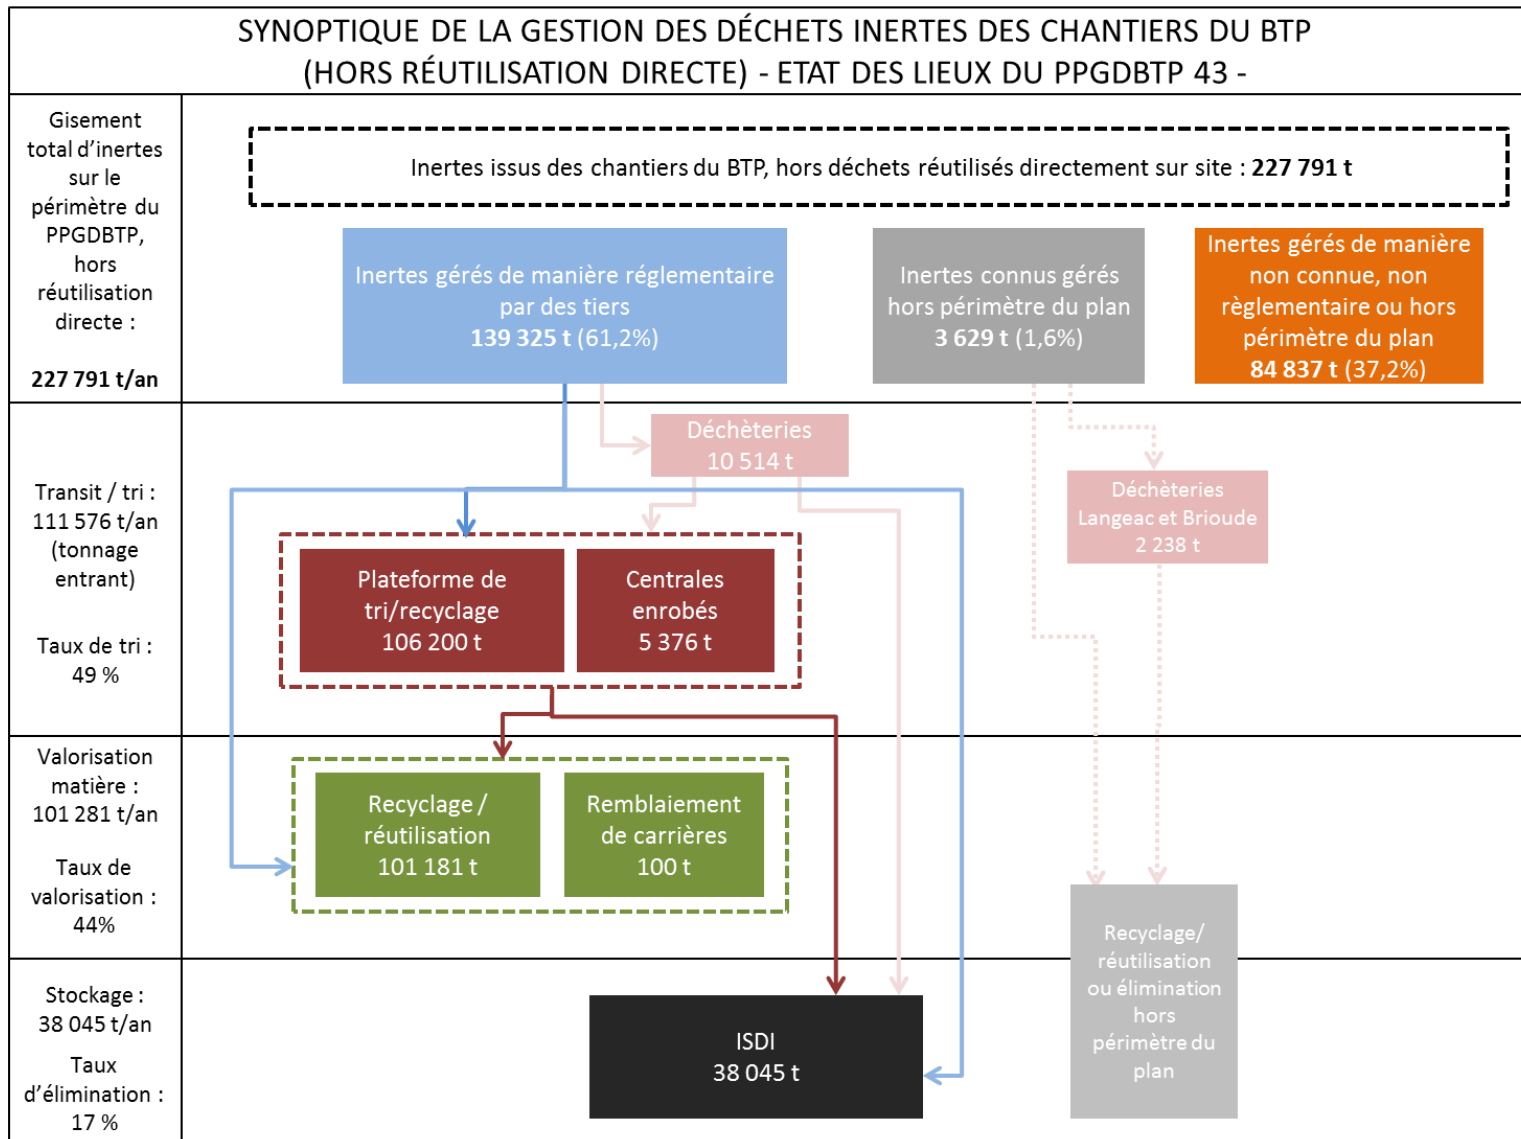 SYNOPTIQUE DE LA GESTION DES DÉCHETS INERTES DES CHANTIERS DU BTP
(HORS RÉUTILISATION DIRECTE) - ETAT DES LIEUX DU PPGDBTP 43 -
Gisement
total d’inertes
sur le
périmètre du
PPGDBTP,
hors
réutilisation
directe :
227 791 t/an
Inertes issus des chantiers du BTP, hors déchets réutilisés directement sur site : 227 791 t
Inertes gérés de manière réglementaire
par des tiers
139 325 t (61,2%)
Inertes connus gérés
hors périmètre du plan
3 629 t (1,6%)
Inertes gérés de manière
non connue, non
règlementaire ou hors
périmètre du plan
84 837 t (37,2%)
Transit / tri :
111 576 t/an
(tonnage
entrant)
Taux de tri :
49 %
Déchèteries
10 514 t
Déchèteries
Langeac et Brioude
2 238 t
Plateforme de
tri/recyclage
106 200 t
Centrales
enrobés
5 376 t
Valorisation
matière :
101 281 t/an
Taux de
valorisation :
44%
Recyclage /
réutilisation
101 181 t
Remblaiement
de carrières
100 t
Recyclage/
réutilisation
ou élimination
hors
périmètre du
plan
Stockage :
38 045 t/an
Taux
d’élimination :
17 %
ISDI
38 045 t